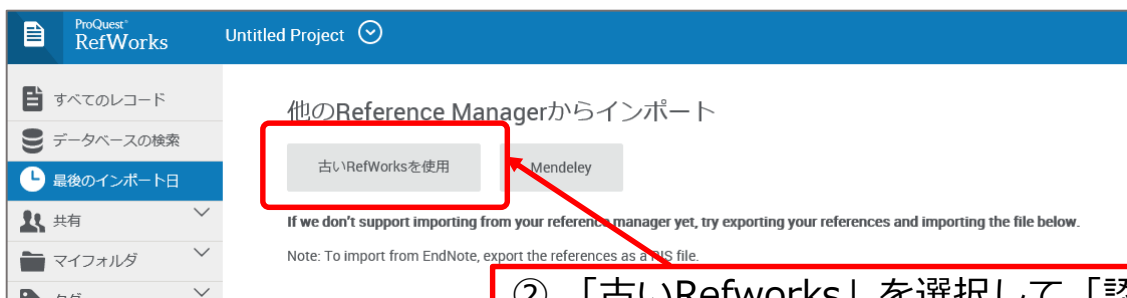 ProQuest®
RefWorks
Untitled Project
すべてのレコード
データベースの検索
最後のインポート日
共有
マイフォルダ
タグ
他のReference Managerからインポート
古いRefWorksを使用
Mendeley
If we don't support importing from your reference manager yet, try exporting your references and importing the file below.
Note: To import from EndNote, export the references as a RIS file.
② 「古いRefworks」を選択して「認